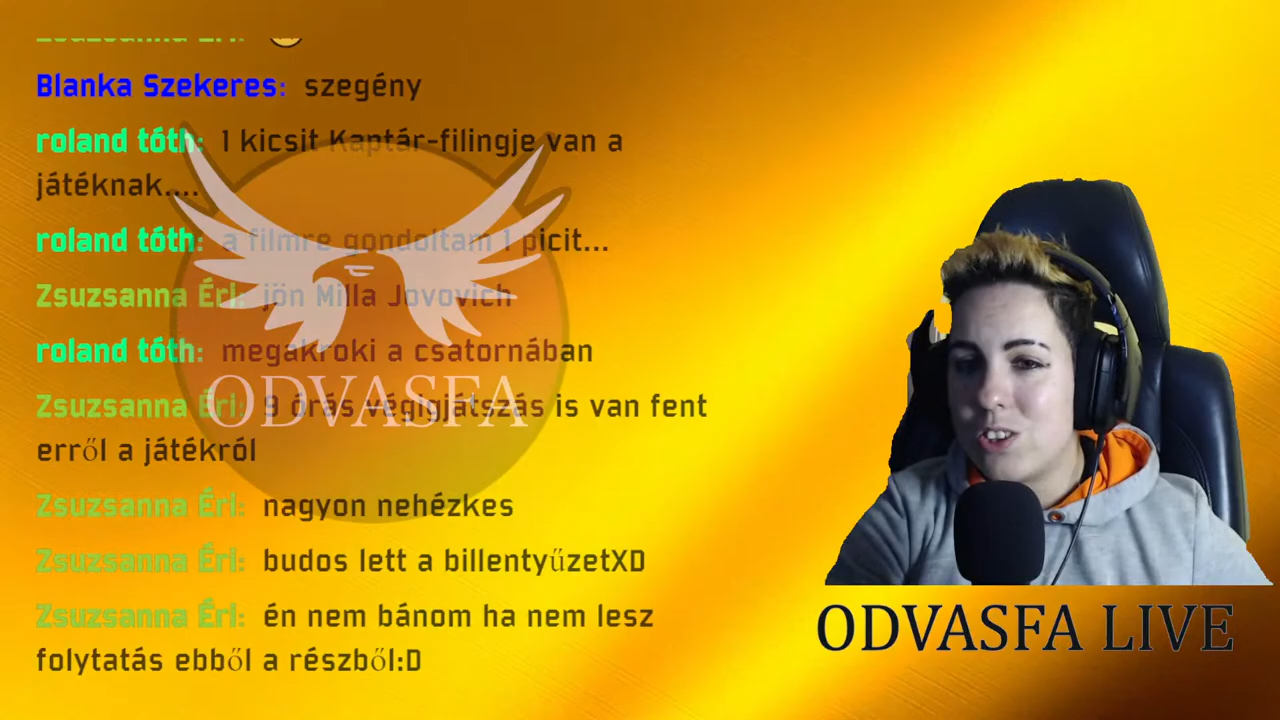 Zsuzsanna Éri:
Blanka Szekeres: szegény
roland tóth: 1 kicsit Kaptár-filingje van a
játéknak....
roland tóth: a filmre gondoltam 1 picit...
Zsuzsanna Éri: jön Milla Jovovich
roland tóth: megakroki a csatornában
Zsuzsanna Éri: 9 órás végigjátszás is van fent
erről a játékról
ODVASFA
Zsuzsanna Éri: nagyon nehézkes
Zsuzsanna Éri: budos lett a billentyűzetXD
Zsuzsanna Éri: én nem bánom ha nem lesz
folytatás ebből a részből:D
ODVASFA LIVE